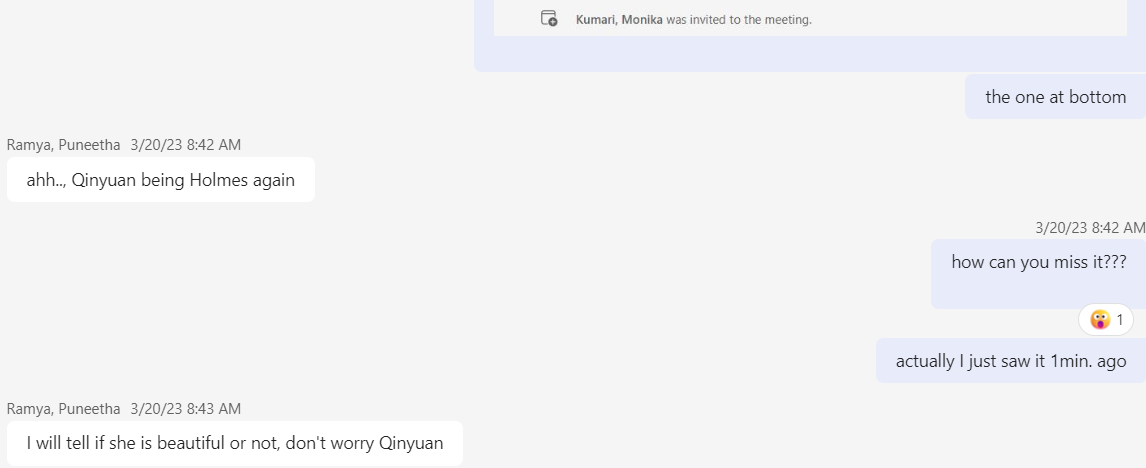 Kumari, Monika was invited to the meeting.
the one at bottom
Ramya, Puneetha 3/20/23 8:42 AM
ahh.., Qinyuan being Holmes again
3/20/23 8:42 AM
how can you miss it???
1
actually I just saw it 1min. ago
Ramya, Puneetha 3/20/23 8:43 AM
I will tell if she is beautiful or not, don't worry Qinyuan